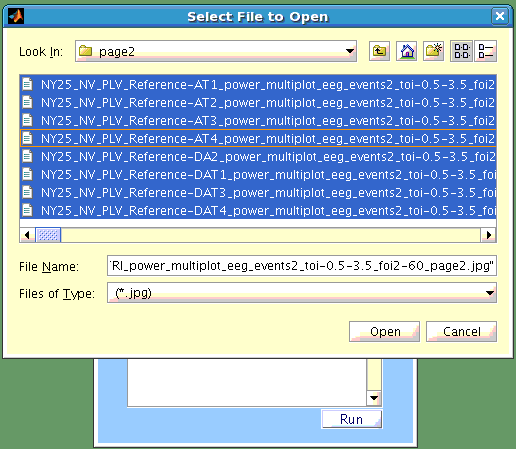 Select File to Open
Look In: page2
NY25_NV_PLV_Reference-AT1_power_multiplot_eeg_events2_toi-0.5-3.5_foi2
NY25_NV_PLV_Reference-AT2_power_multiplot_eeg_events2_toi-0.5-3.5_foi2
NY25_NV_PLV_Reference-AT3_power_multiplot_eeg_events2_toi-0.5-3.5_foi2
NY25_NV_PLV_Reference-AT4_power_multiplot_eeg_events2_toi-0.5-3.5_foi2
NY25_NV_PLV_Reference-DA2_power_multiplot_eeg_events2_toi-0.5-3.5_foi2
NY25_NV_PLV_Reference-DAT1_power_multiplot_eeg_events2_toi-0.5-3.5_foi
NY25_NV_PLV_Reference-DAT3_power_multiplot_eeg_events2_toi-0.5-3.5_foi
NY25_NV_PLV_Reference-DAT4_power_multiplot_eeg_events2_toi-0.5-3.5_foi
File Name: RI_power_multiplot_eeg_events2_toi-0.5-3.5_foi2-60_page2.jpg"
Files of Type: (*.jpg)
Open Cancel
Run